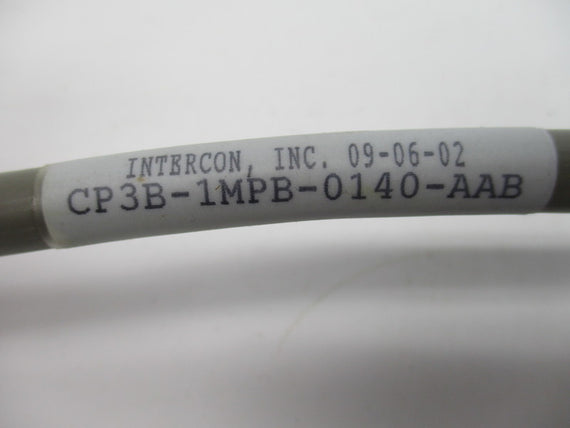 INTERCON, INC. 09-06-02
CP3B-1MPB-0140-AAB